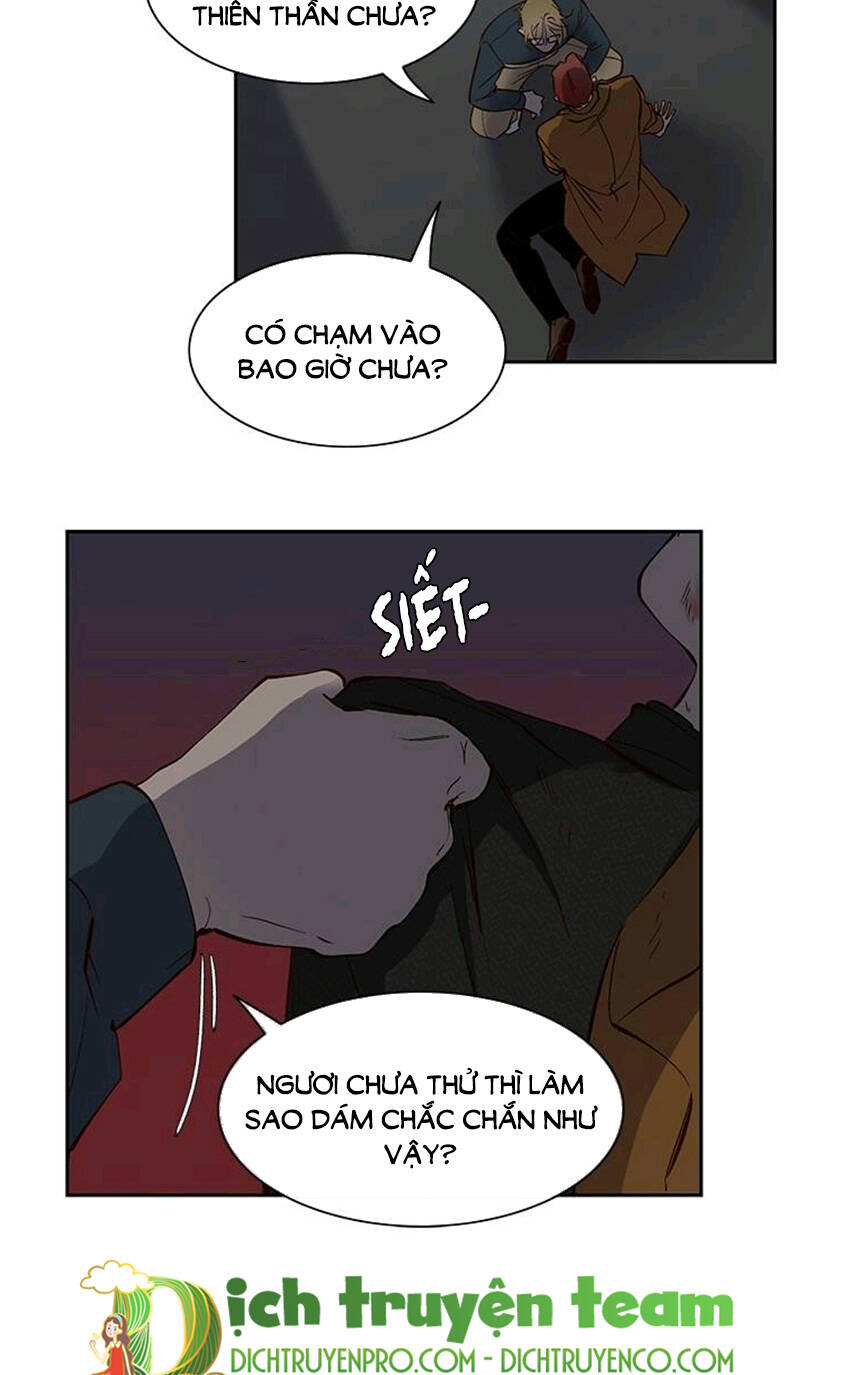 THIÊN THẦN CHƯA?
CÓ CHẠM VÀO
BAO GIỜ CHƯA?
SIẾT-
NGƯƠI CHƯA THỬ THÌ LÀM
SAO DÁM CHẮC CHẮN NHƯ
VẬY?
Dịch truyện team
DICHTRUYENPRO.COM - DICHTRUYENCO.COM